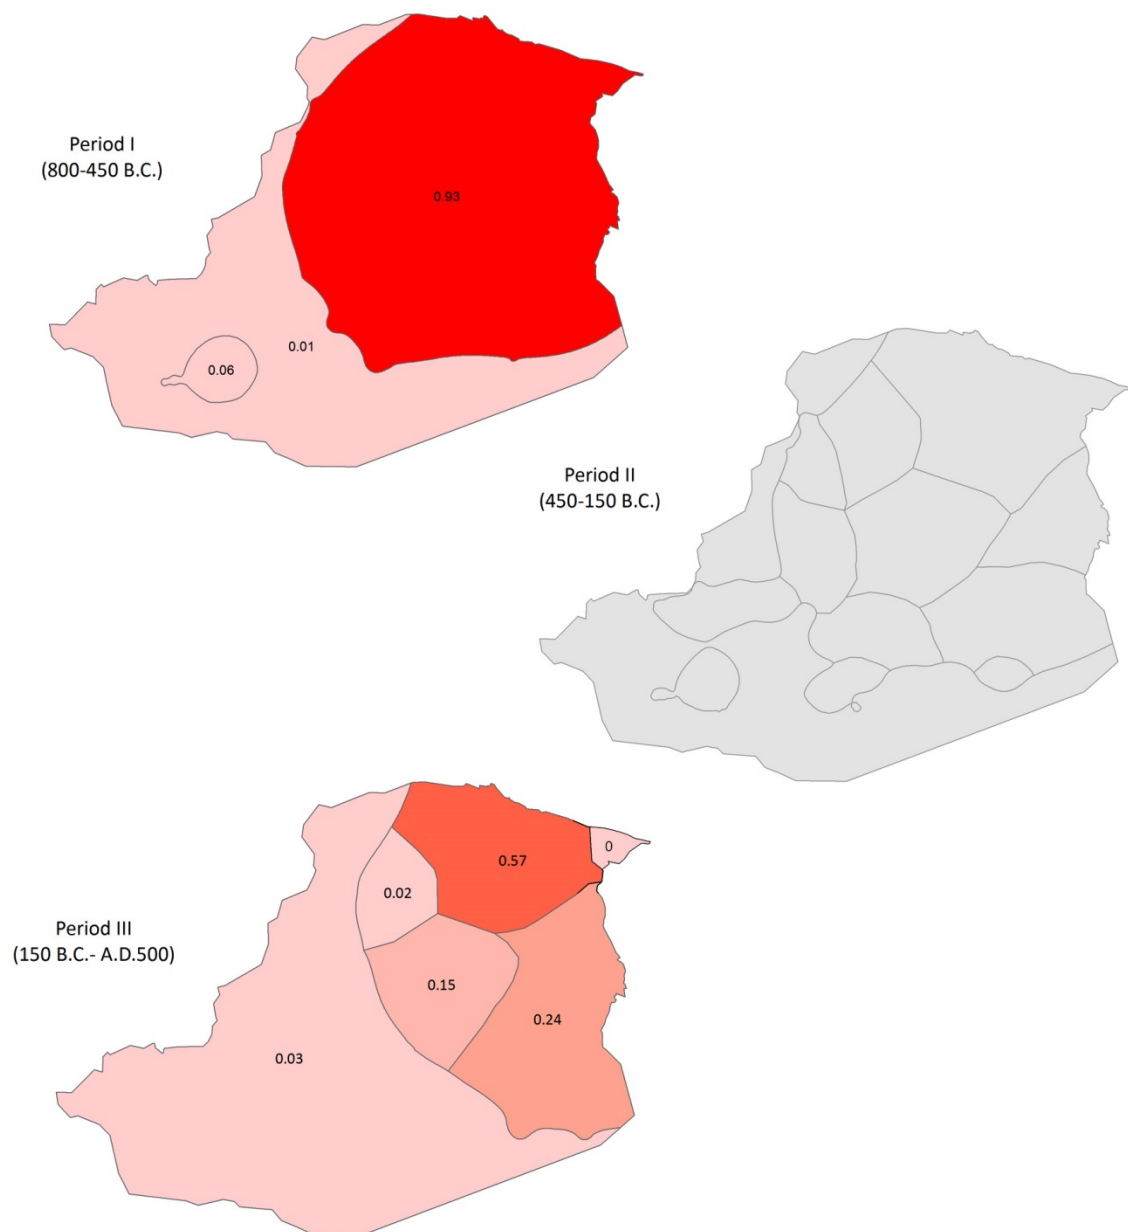 Period I
(800-450 B.C.)
0.93
0.01
0.06
Period II
(450-150 B.C.)
0
0.57
0.02
Period III
(150 B.C.- A.D.500)
0.15
0.24
0.03